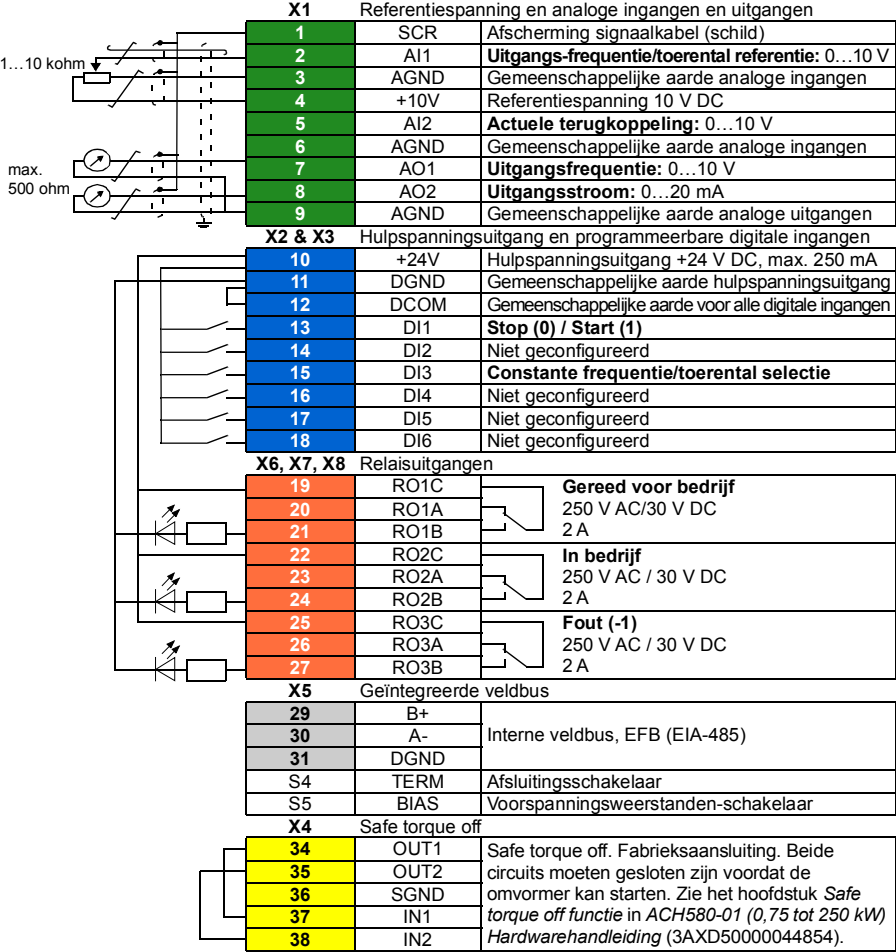 X1 Referentiespanning en analoge ingangen en uitgangen
1 SCR Afscherming signaalkabel (schild)
1…10 kohm
2 AI1 Uitgangs-frequentie/toerental referentie: 0…10 V
3 AGND Gemeenschappelijke aarde analoge ingangen
4 +10V Referentiespanning 10 V DC
5 AI2 Actuele terugkoppeling: 0…10 V
6 AGND Gemeenschappelijke aarde analoge ingangen
max.
500 ohm
7 AO1 Uitgangsfrequentie: 0…10 V
8 AO2 Uitgangsstroom: 0…20 mA
9 AGND Gemeenschappelijke aarde analoge uitgangen
X2 & X3 Hulpspanningsuitgang en programmeerbare digitale ingangen
10 +24V Hulpspanningsuitgang +24 V DC, max. 250 mA
11 DGND Gemeenschappelijke aarde hulpspanningsuitgang
12 DCOM Gemeenschappelijke aarde voor alle digitale ingangen
13 DI1 Stop (0) / Start (1)
14 DI2 Niet geconfigureerd
15 DI3 Constante frequentie/toerental selectie
16 DI4 Niet geconfigureerd
17 DI5 Niet geconfigureerd
18 DI6 Niet geconfigureerd
X6, X7, X8 Relaisuitgangen
19 RO1C Gereed voor bedrijf
20 RO1A 250 V AC/30 V DC
21 RO1B 2 A
22 RO2C In bedrijf
23 RO2A 250 V AC / 30 V DC
24 RO2B 2 A
25 RO3C Fout (-1)
26 RO3A 250 V AC / 30 V DC
27 RO3B 2 A
X5 Geïntegreerde veldbus
29 B+
30 A- Interne veldbus, EFB (EIA-485)
31 DGND
S4 TERM Afsluitingsschakelaar
S5 BIAS Voorspanningsweerstanden-schakelaar
X4 Safe torque off
34 OUT1 Safe torque off. Fabrieksaansluiting. Beide
35 OUT2 circuits moeten gesloten zijn voordat de
36 SGND omvormer kan starten. Zie het hoofdstuk Safe
37 IN1 torque off functie in ACH580-01 (0,75 tot 250 kW)
38 IN2 Hardwarehandleiding (3AXD50000044854).